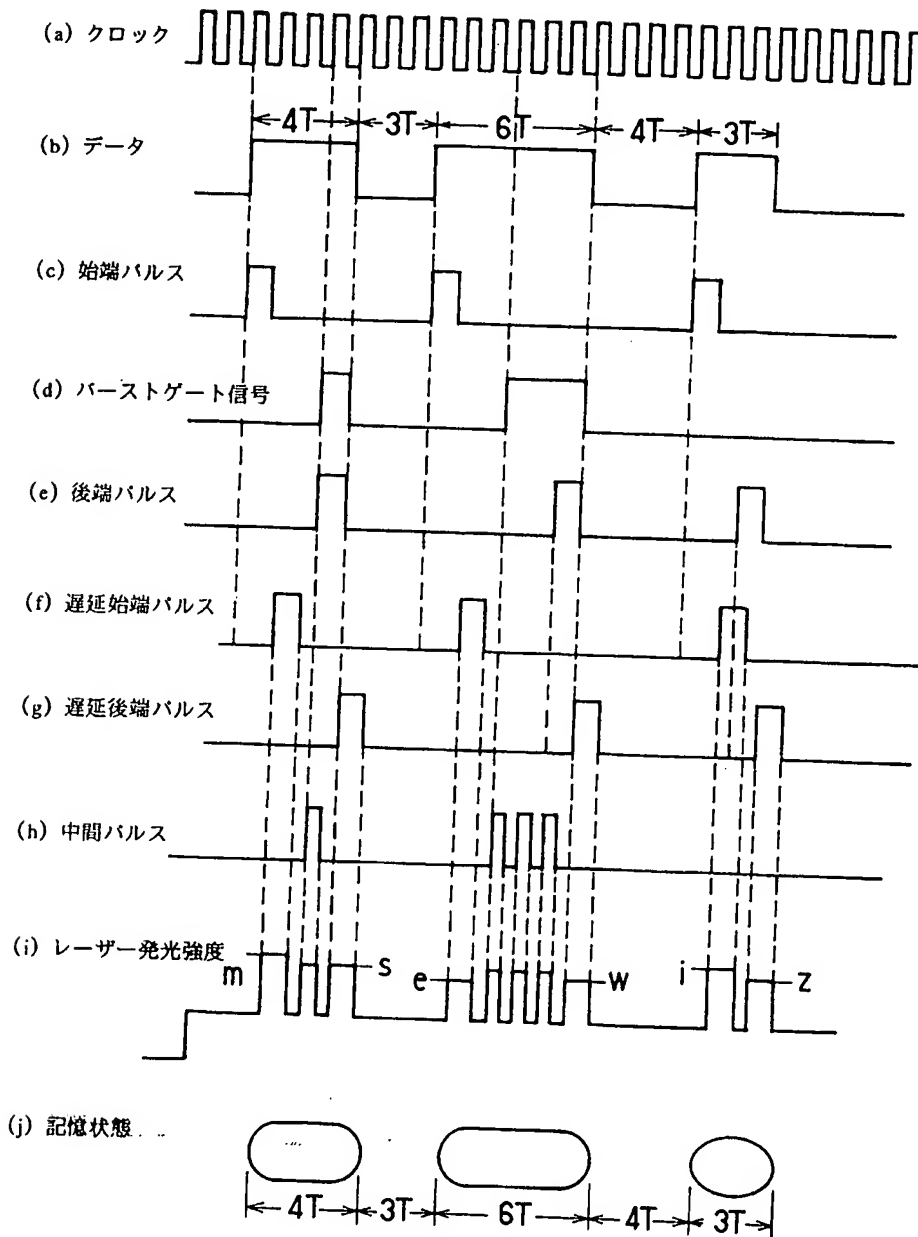 (a) クロック
4T 3T 6T 4T 3T
(b) データ
(c) 始端パルス
(d) バーストゲート信号
(e) 後端パルス
(f) 遅延始端パルス
(g) 遅延後端パルス
(h) 中間パルス
(i) レーザー発光強度
m s e w i z
(j) 記憶状態
4T 3T 6T 4T 3T